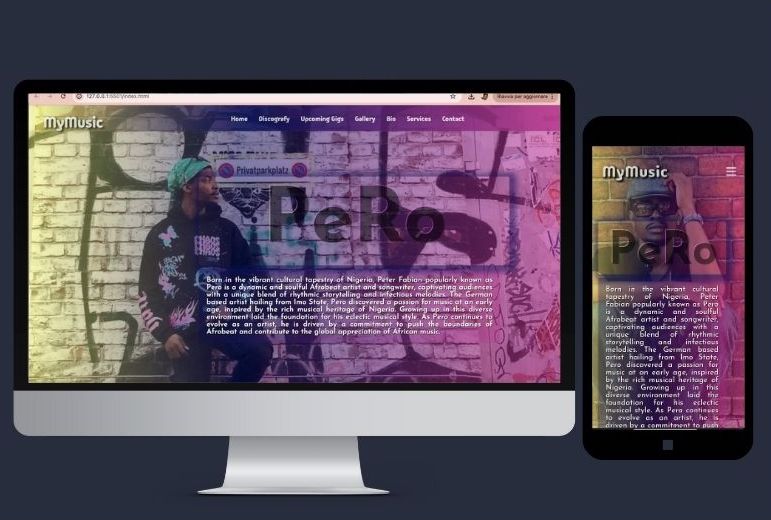 127.0.0.1:5501/index.html
Riavvia per aggiornare
MyMusic
Home Discografy Upcoming Gigs Gallery Bio Services Contact
Privatparkplatz
PeRo
Born in the vibrant cultural tapestry of Nigeria, Peter Fabian popularly known as
Pero is a dynamic and soulful Afrobeat artist and songwriter, captivating audiences
with a unique blend of rhythmic storytelling and infectious melodies. The German
based artist hailing from Imo State, Pero discovered a passion for music at an early
age, inspired by the rich musical heritage of Nigeria. Growing up in this diverse
environment laid the foundation for his eclectic musical style. As Pero continues to
evolve as an artist, he is driven by a commitment to push the boundaries of
Afrobeat and contribute to the global appreciation of African music.
MyMusic
PeRo
Born in the vibrant cultural
tapestry of Nigeria, Peter
Fabian popularly known as Pero
is a dynamic and soulful
Afrobeat artist and songwriter,
captivating audiences with a
unique blend of rhythmic
storytelling and infectious
melodies. The German based
artist hailing from Imo State,
Pero discovered a passion for
music at an early age, inspired
by the rich musical heritage of
Nigeria. Growing up in this
diverse environment laid the
foundation for his eclectic
musical style. As Pero continues
to evolve as an artist, he is
driven by a commitment to push